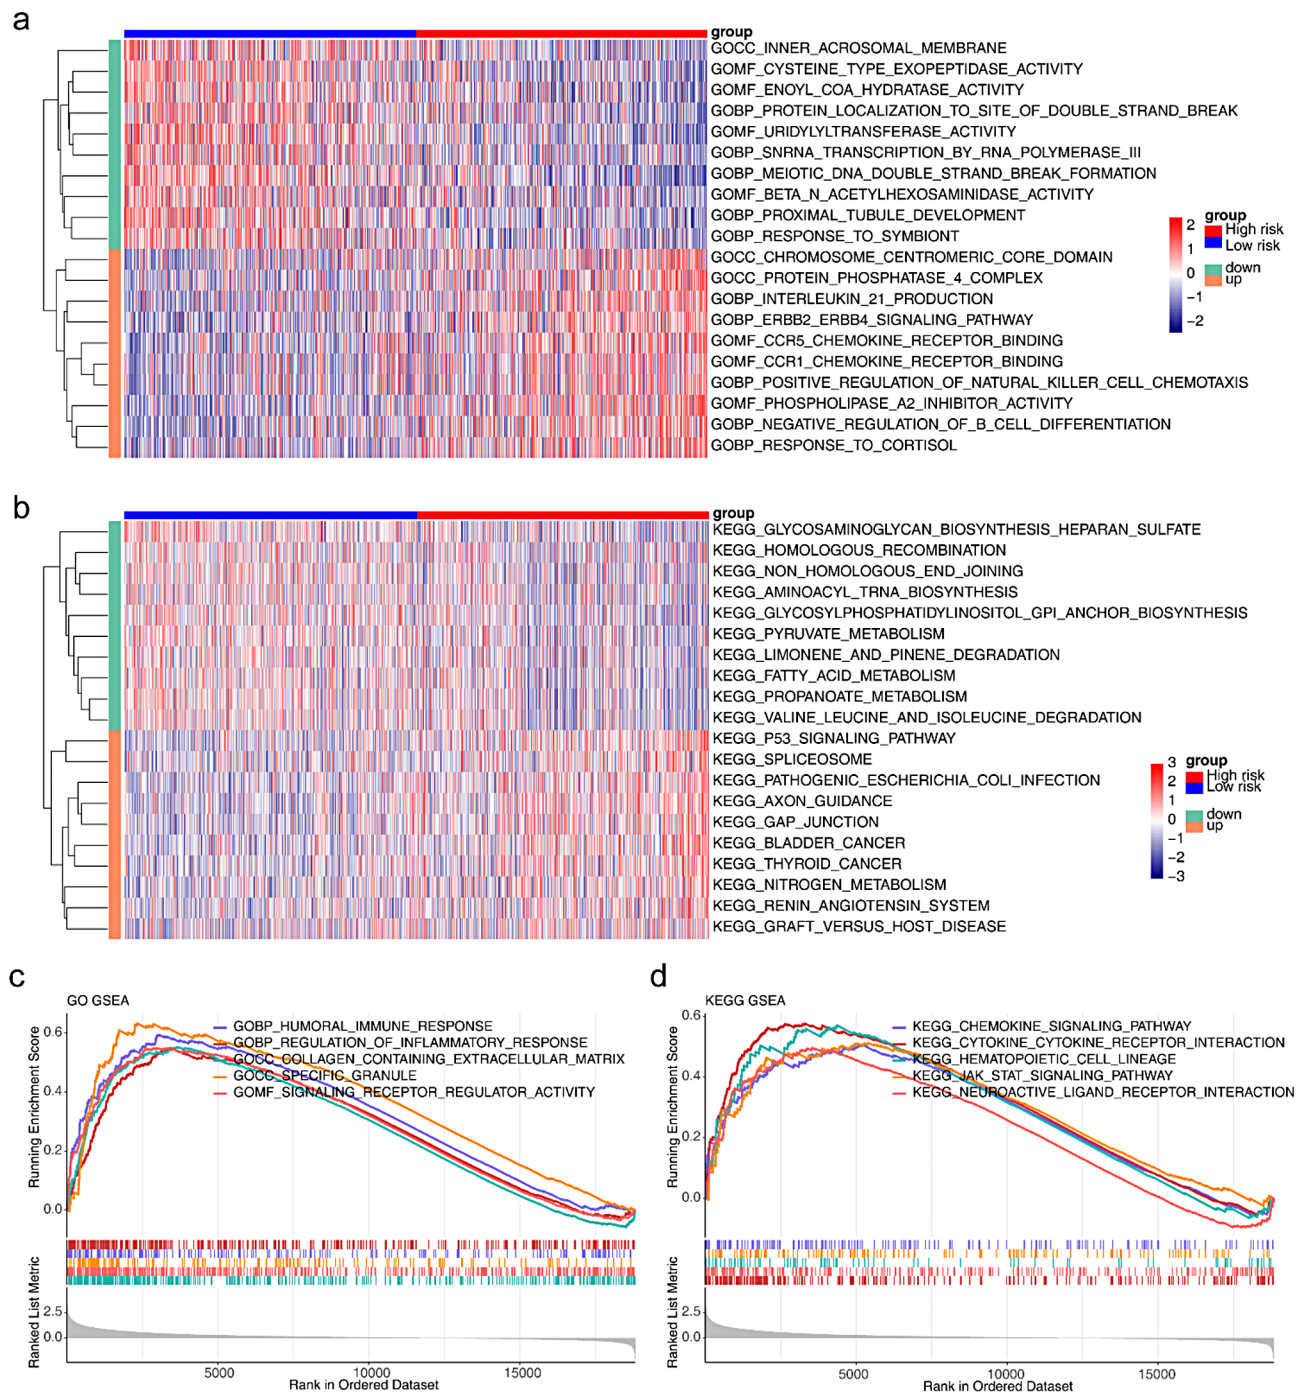 a
group
GOCC_INNER_ACROSOMAL_MEMBRANE
GOMF_CYSTEINE_TYPE_EXOPEPTIDASE_ACTIVITY
GOMF_ENOYL_COA_HYDRATASE_ACTIVITY
GOBP_PROTEIN_LOCALIZATION_TO_SITE_OF_DOUBLE_STRAND_BREAK
GOMF_URIDYLYLTRANSFERASE_ACTIVITY
GOBP_SNRNA_TRANSCRIPTION_BY_RNA_POLYMERASE_III
GOBP_MEIOTIC_DNA_DOUBLE_STRAND_BREAK_FORMATION
GOMF_BETA_N_ACETYLHEXOSAMINIDASE_ACTIVITY
GOBP_PROXIMAL_TUBULE_DEVELOPMENT
GOBP_RESPONSE_TO_SYMBIONT
GOCC_CHROMOSOME_CENTROMERIC_CORE_DOMAIN
GOCC_PROTEIN_PHOSPHATASE_4_COMPLEX
GOBP_INTERLEUKIN_21_PRODUCTION
GOBP_ERBB2_ERBB4_SIGNALING_PATHWAY
GOMF_CCR5_CHEMOKINE_RECEPTOR_BINDING
GOMF_CCR1_CHEMOKINE_RECEPTOR_BINDING
GOBP_POSITIVE_REGULATION_OF_NATURAL_KILLER_CELL_CHEMOTAXIS
GOMF_PHOSPHOLIPASE_A2_INHIBITOR_ACTIVITY
GOBP_NEGATIVE_REGULATION_OF_B_CELL_DIFFERENTIATION
GOBP_RESPONSE_TO_CORTISOL
2
1
0
−1
−2
group
High risk
Low risk
down
up
b
group
KEGG_GLYCOSAMINOGLYCAN_BIOSYNTHESIS_HEPARAN_SULFATE
KEGG_HOMOLOGOUS_RECOMBINATION
KEGG_NON_HOMOLOGOUS_END_JOINING
KEGG_AMINOACYL_TRNA_BIOSYNTHESIS
KEGG_GLYCOSYLPHOSPHATIDYLINOSITOL_GPI_ANCHOR_BIOSYNTHESIS
KEGG_PYRUVATE_METABOLISM
KEGG_LIMONENE_AND_PINENE_DEGRADATION
KEGG_FATTY_ACID_METABOLISM
KEGG_PROPANOATE_METABOLISM
KEGG_VALINE_LEUCINE_AND_ISOLEUCINE_DEGRADATION
KEGG_P53_SIGNALING_PATHWAY
KEGG_SPLICEOSOME
KEGG_PATHOGENIC_ESCHERICHIA_COLI_INFECTION
KEGG_AXON_GUIDANCE
KEGG_GAP_JUNCTION
KEGG_BLADDER_CANCER
KEGG_THYROID_CANCER
KEGG_NITROGEN_METABOLISM
KEGG_RENIN_ANGIOTENSIN_SYSTEM
KEGG_GRAFT_VERSUS_HOST_DISEASE
3
2
1
0
−1
−2
−3
group
High risk
Low risk
down
up
c
GO GSEA
GOBP_HUMORAL_IMMUNE_RESPONSE
GOBP_REGULATION_OF_INFLAMMATORY_RESPONSE
GOCC_COLLAGEN_CONTAINING_EXTRACELLULAR_MATRIX
GOCC_SPECIFIC_GRANULE
GOMF_SIGNALING_RECEPTOR_REGULATOR_ACTIVITY
Running Enrichment Score
0.6
0.4
0.2
0.0
Ranked List Metric
2.5
0.0
5000
10000
15000
Rank in Ordered Dataset
d
KEGG GSEA
KEGG_CHEMOKINE_SIGNALING_PATHWAY
KEGG_CYTOKINE_CYTOKINE_RECEPTOR_INTERACTION
KEGG_HEMATOPOIETIC_CELL_LINEAGE
KEGG_JAK_STAT_SIGNALING_PATHWAY
KEGG_NEUROACTIVE_LIGAND_RECEPTOR_INTERACTION
Running Enrichment Score
0.6
0.4
0.2
0.0
Ranked List Metric
2.5
0.0
5000
10000
15000
Rank in Ordered Dataset